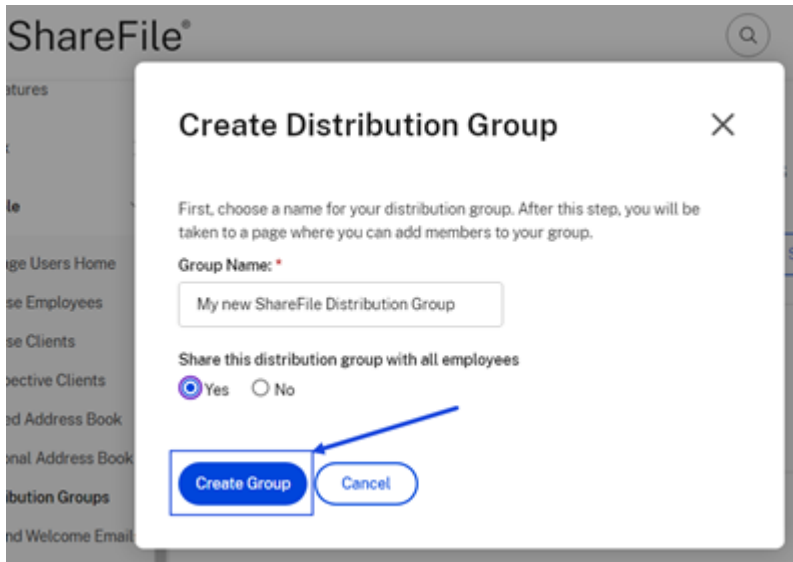 ShareFile®
Create Distribution Group
First, choose a name for your distribution group. After this step, you will be
taken to a page where you can add members to your group.
Group Name: *
My new ShareFile Distribution Group
Share this distribution group with all employees
Yes No
Create Group Cancel
atures
le
age Users Home
se Employees
se Clients
pective Clients
ed Address Book
onal Address Book
ibution Groups
nd Welcome Email